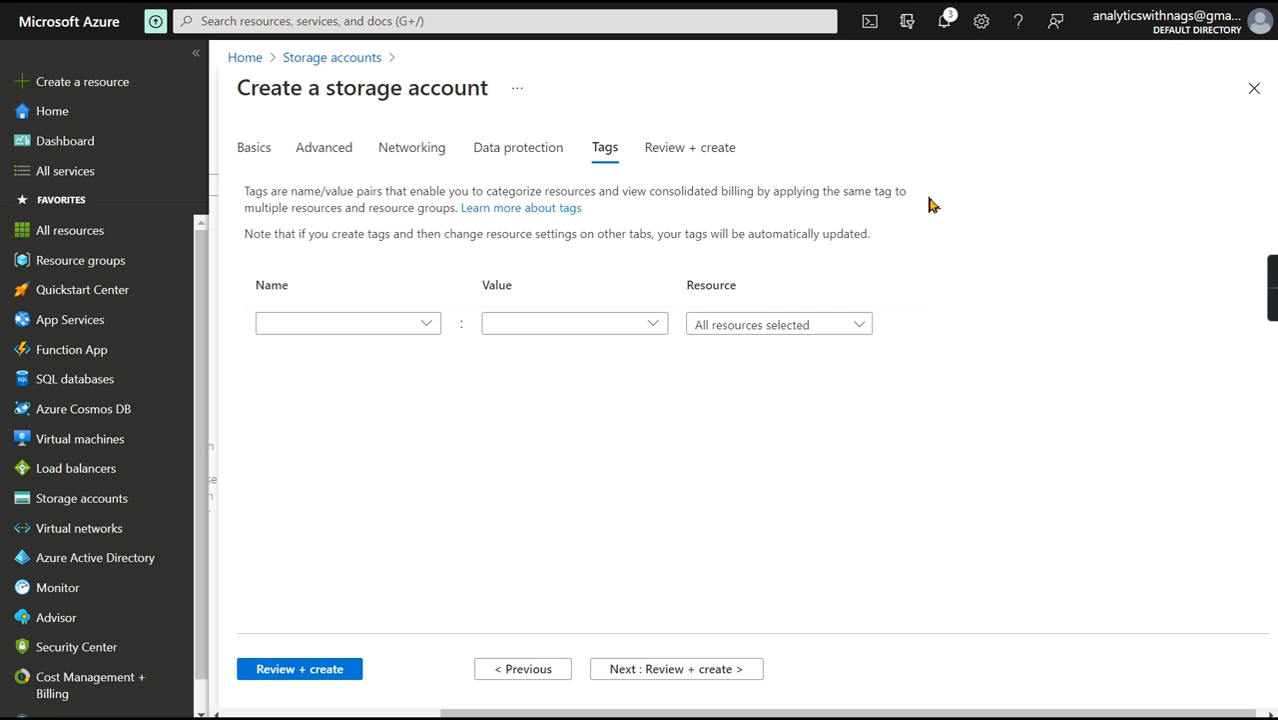 Microsoft Azure
Search resources, services, and docs (G+/)
3
analyticswithnags@gma...
DEFAULT DIRECTORY
Create a resource
Home
Dashboard
All services
FAVORITES
All resources
Resource groups
Quickstart Center
App Services
Function App
SQL databases
Azure Cosmos DB
Virtual machines
Load balancers
Storage accounts
Virtual networks
Azure Active Directory
Monitor
Advisor
Security Center
Cost Management +
Billing
Home > Storage accounts >
Create a storage account ...
Basics Advanced Networking Data protection Tags Review + create
Tags are name/value pairs that enable you to categorize resources and view consolidated billing by applying the same tag to
multiple resources and resource groups. Learn more about tags
Note that if you create tags and then change resource settings on other tabs, your tags will be automatically updated.
Name Value Resource
: All resources selected
Review + create < Previous Next : Review + create >